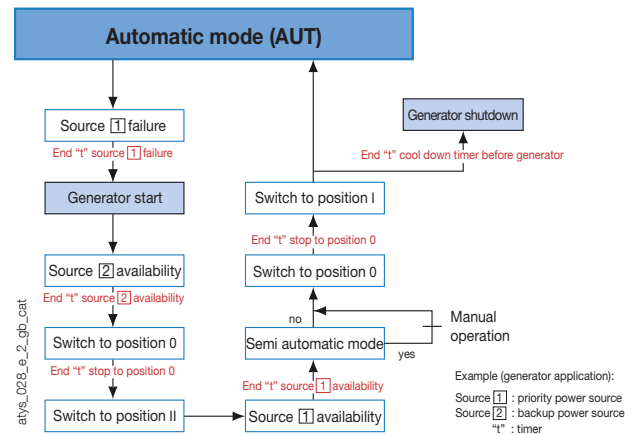 Automatic mode (AUT)
Source 1 failure
End “t” source 1 failure
Generator start
Source 2 availability
End “t” source 2 availability
Switch to position 0
End “t” stop to position 0
Switch to position II
Source 1 availability
End “t” source 1 availability
Semi automatic mode
no
yes
Manual
operation
Switch to position 0
End “t” stop to position 0
Switch to position I
End “t” cool down timer before generator
Generator shutdown
Example (generator application):
Source 1 : priority power source
Source 2 : backup power source
“t” : timer
atys_028_e_2_gb_cat